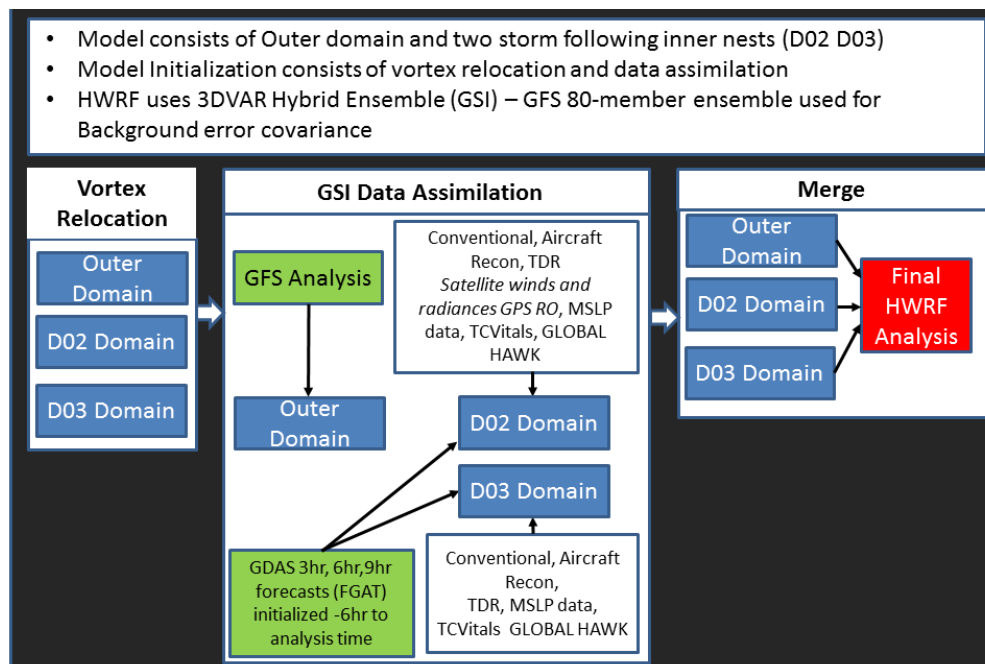 • Model consists of Outer domain and two storm following inner nests (D02 D03)
• Model Initialization consists of vortex relocation and data assimilation
• HWRF uses 3DVAR Hybrid Ensemble (GSI) – GFS 80-member ensemble used for
Background error covariance
Vortex
Relocation
Outer
Domain
D02 Domain
D03 Domain
GSI Data Assimilation
GFS Analysis
Outer
Domain
Conventional, Aircraft
Recon, TDR
Satellite winds and
radiances GPS RO, MSLP
data, TCVitals, GLOBAL
HAWK
D02 Domain
D03 Domain
GDAS 3hr, 6hr,9hr
forecasts (FGAT)
initialized -6hr to
analysis time
Conventional, Aircraft
Recon,
TDR, MSLP data,
TCVitals GLOBAL HAWK
Merge
Outer
Domain
D02 Domain
D03 Domain
Final
HWRF
Analysis